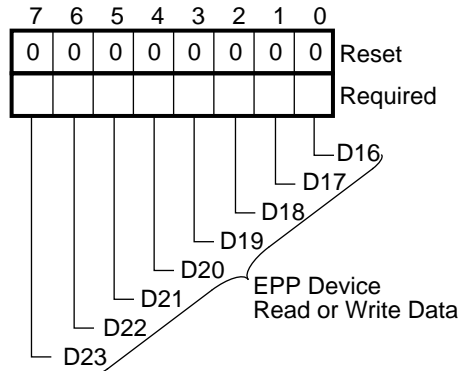 7 6 5 4 3 2 1 0
0 0 0 0 0 0 0 0 Reset
Required
D16
D17
D18
D19
D20
EPP Device
Read or Write Data
D21
D22
D23